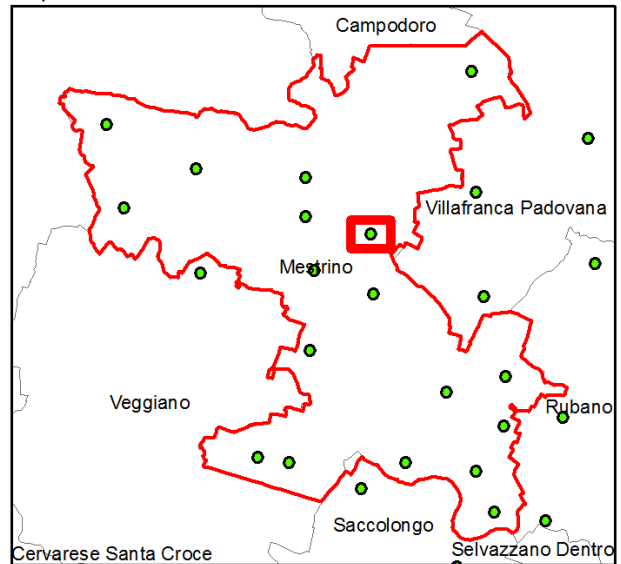 Campodoro
Villafranca Padovana
Mestrino
Veggiano
Rubano
Saccolongo
Cervarese Santa Croce
Selvazzano Dentro